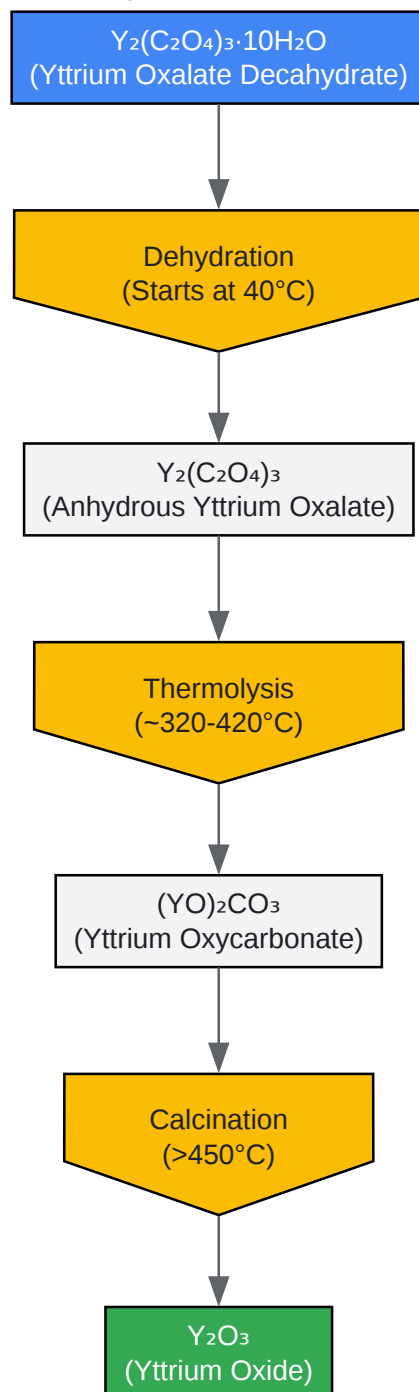 Y₂(C₂O₄)₃·10H₂O
(Yttrium Oxalate Decahydrate)
Dehydration
(Starts at 40°C)
Y₂(C₂O₄)₃
(Anhydrous Yttrium Oxalate)
Thermolysis
(~320-420°C)
(YO)₂CO₃
(Yttrium Oxycarbonate)
Calcination
(>450°C)
Y₂O₃
(Yttrium Oxide)